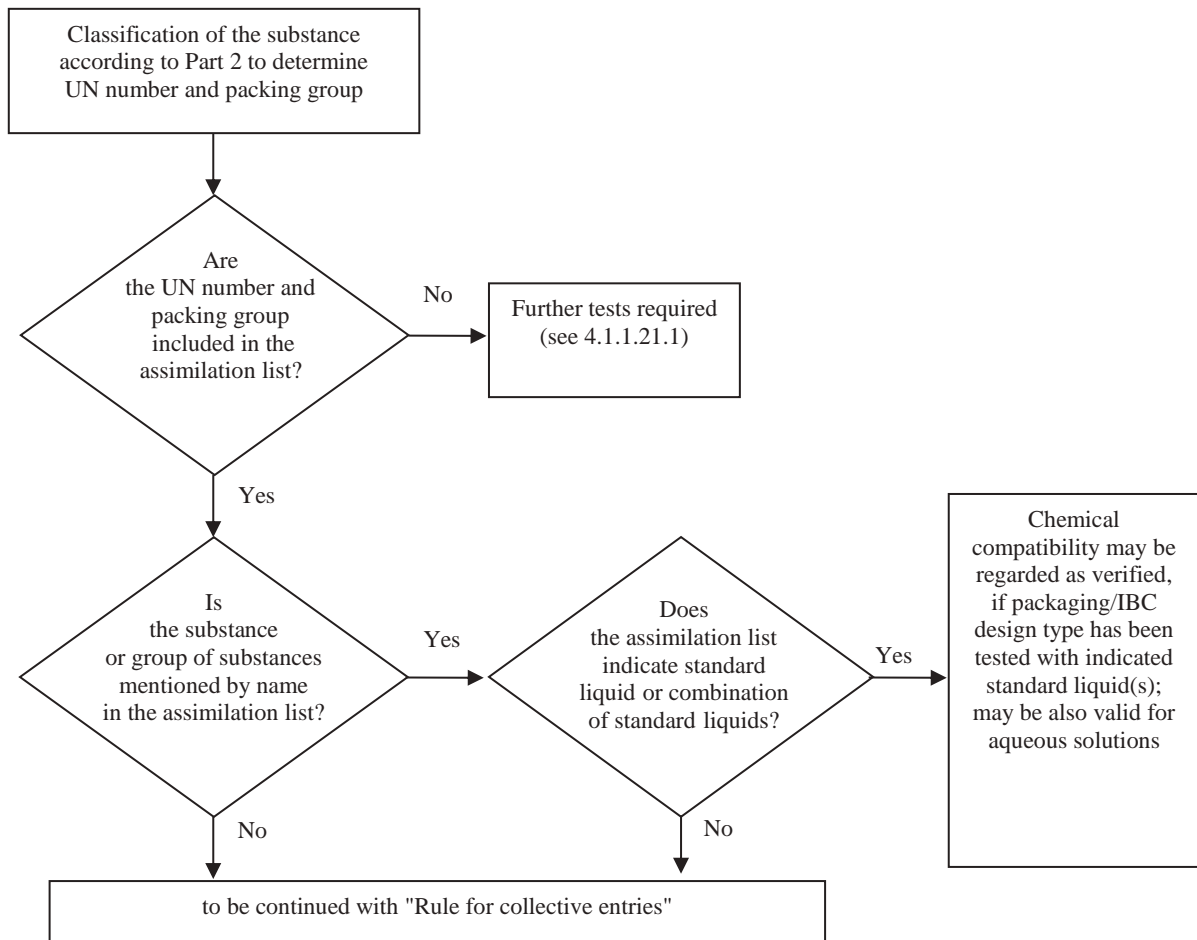 Classification of the substance
according to Part 2 to determine
UN number and packing group
Are
the UN number and
packing group
included in the
assimilation list?
No
Further tests required
(see 4.1.1.21.1)
Yes
Is
the substance
or group of substances
mentioned by name
in the assimilation list?
Yes
Does
the assimilation list
indicate standard
liquid or combination
of standard liquids?
Yes
Chemical
compatibility may be
regarded as verified,
if packaging/IBC
design type has been
tested with indicated
standard liquid(s);
may be also valid for
aqueous solutions
No
No
to be continued with "Rule for collective entries"